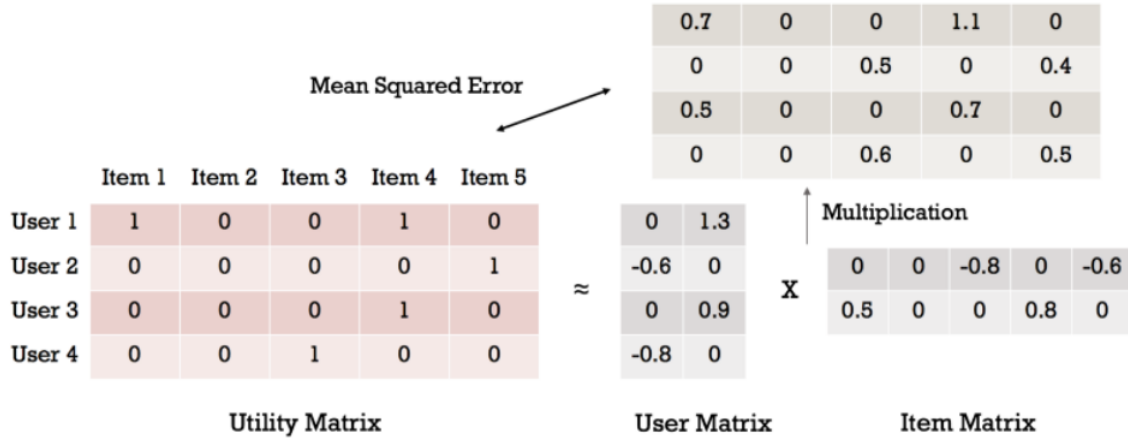 0.7 0 0 1.1 0
0 0 0.5 0 0.4
Mean Squared Error
0.5 0 0 0.7 0
0 0 0.6 0 0.5
Item 1 Item 2 Item 3 Item 4 Item 5
Multiplication
User 1 1 0 0 1 0
User 2 0 0 0 0 1
User 3 0 0 0 1 0
User 4 0 0 1 0 0
≈
0 1.3
-0.6 0
0 0.9
-0.8 0
X
0 0 -0.8 0 -0.6
0.5 0 0 0.8 0
Utility Matrix
User Matrix
Item Matrix